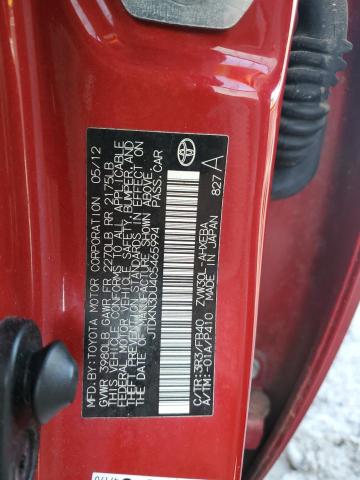 MFD.BY:TOYOTA MOTOR CORPORATION 05/12
GVWR 3980LB GAWR FR 2270LB RR 2175LB
THIS VEHICLE CONFORMS TO ALL APPLICABLE
FEDERAL MOTOR VEHICLE SAFETY, BUMPER, AND
THEFT PREVENTION STANDARDS IN EFFECT ON
THE DATE OF MANUFACTURE SHOWN ABOVE.
JTDKN3DU4C5465994 PASS.CAR
C/TR:3R3/FB40 ZVW30L-AHXEBA
A/TM:-01A/P410 MADE IN JAPAN
827 A